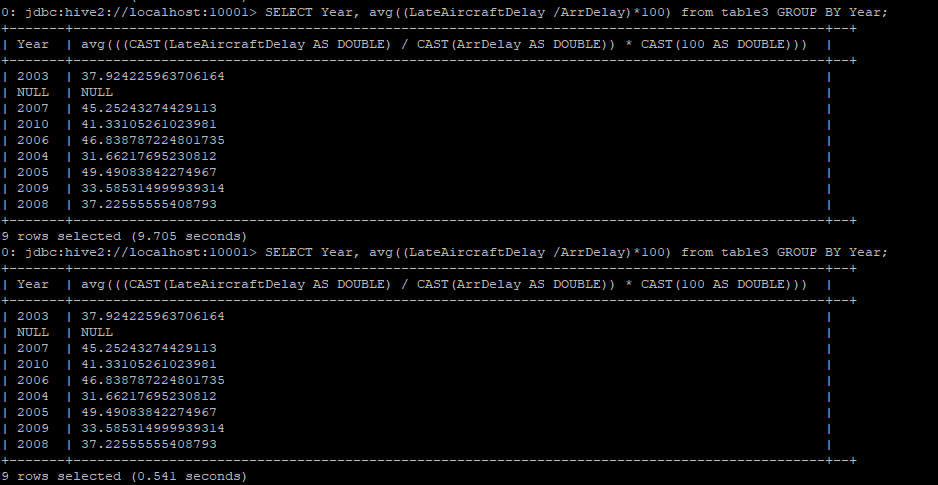 0: jdbc:hive2://localhost:10001> SELECT Year, avg((LateAircraftDelay /ArrDelay)*100) from table3 GROUP BY Year;
+-------+-----------------------------------------------------------------------------------------------+--+
| Year  | avg(((CAST(LateAircraftDelay AS DOUBLE) / CAST(ArrDelay AS DOUBLE)) * CAST(100 AS DOUBLE)))  |
+-------+-----------------------------------------------------------------------------------------------+--+
| 2003  | 37.924225963706164 |
| NULL  | NULL |
| 2007  | 45.25243274429113 |
| 2010  | 41.33105261023981 |
| 2006  | 46.838787224801735 |
| 2004  | 31.66217695230812 |
| 2005  | 49.49083842274967 |
| 2009  | 33.585314999939314 |
| 2008  | 37.22555555408793 |
+-------+-----------------------------------------------------------------------------------------------+--+
9 rows selected (9.705 seconds)
0: jdbc:hive2://localhost:10001> SELECT Year, avg((LateAircraftDelay /ArrDelay)*100) from table3 GROUP BY Year;
+-------+-----------------------------------------------------------------------------------------------+--+
| Year  | avg(((CAST(LateAircraftDelay AS DOUBLE) / CAST(ArrDelay AS DOUBLE)) * CAST(100 AS DOUBLE)))  |
+-------+-----------------------------------------------------------------------------------------------+--+
| 2003  | 37.924225963706164 |
| NULL  | NULL |
| 2007  | 45.25243274429113 |
| 2010  | 41.33105261023981 |
| 2006  | 46.838787224801735 |
| 2004  | 31.66217695230812 |
| 2005  | 49.49083842274967 |
| 2009  | 33.585314999939314 |
| 2008  | 37.22555555408793 |
+-------+-----------------------------------------------------------------------------------------------+--+
9 rows selected (0.541 seconds)